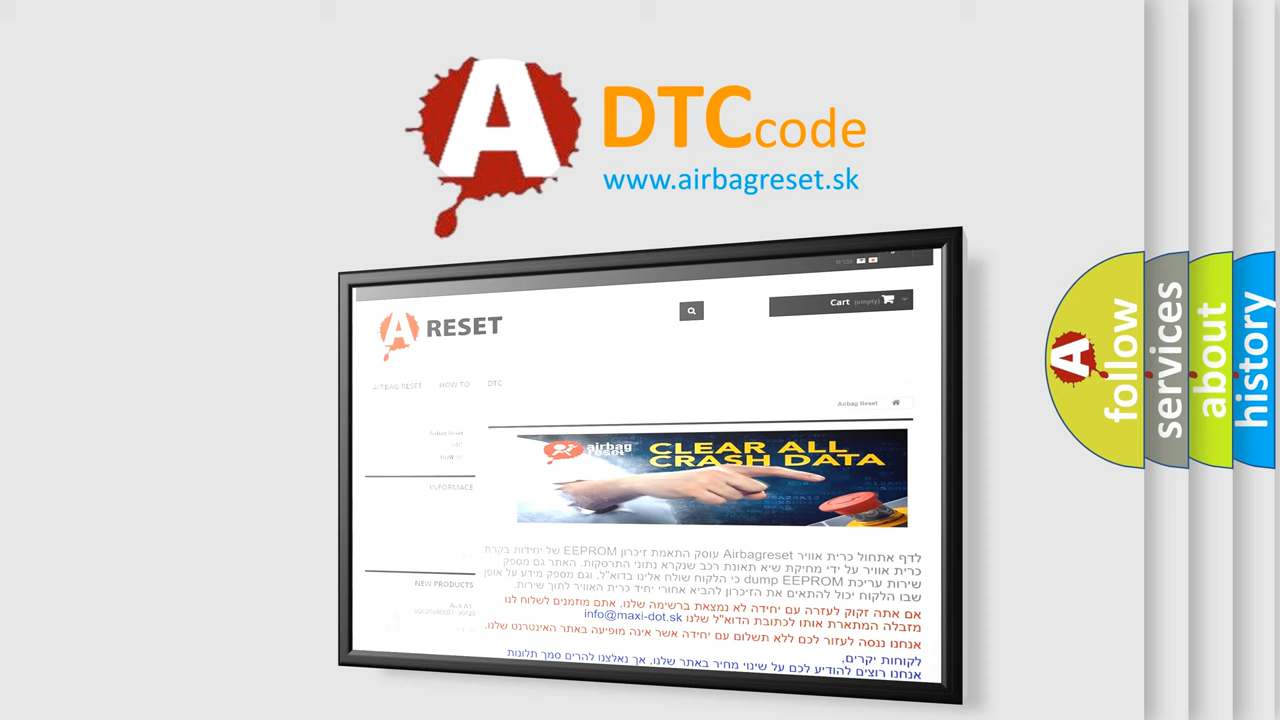 A
DTCcode
www.airbagreset.sk
A RESET
Cart (empty)
AIRBAG RESET
HOW TO
DTC
Airbag Reset
INFORMACE
NEW PRODUCTS
airbag
reset
CLEAR ALL
CRASH DATA
לדף אתחול כרית אוויר Airbagreset עוסק התאמת זיכרון EEPROM של יחידות בקרת
כרית אוויר על ידי מחיקת שיא תאונת רכב שנקרא נתוני התרסקות. האתר גם מספק
שירות עריכת dump EEPROM כי הלקוח שולח אלינו בדוא"ל, וגם מספק מידע על אופן
שבו הלקוח יכול להתאים את הזיכרון להביא אחורי יחיד כרית האוויר לתוך שירות.
אם אתה זקוק לעזרה עם יחידה לא נמצאת ברשימה שלנו, אתם מוזמנים לשלוח לנו
מזבלה המתארת אותו לכתובת הדוא"ל שלנו info@maxi-dot.sk
אנחנו ננסה לעזור לכם ללא תשלום עם יחידה אשר אינה מופיעה באתר האינטרנט שלנו.
לקוחות יקרים,
אנחנו רוצים להודיע לכם על שינוי מחיר באתר שלנו, אך נאלצנו להרים סמך תלונות
A
follow
services
about
history